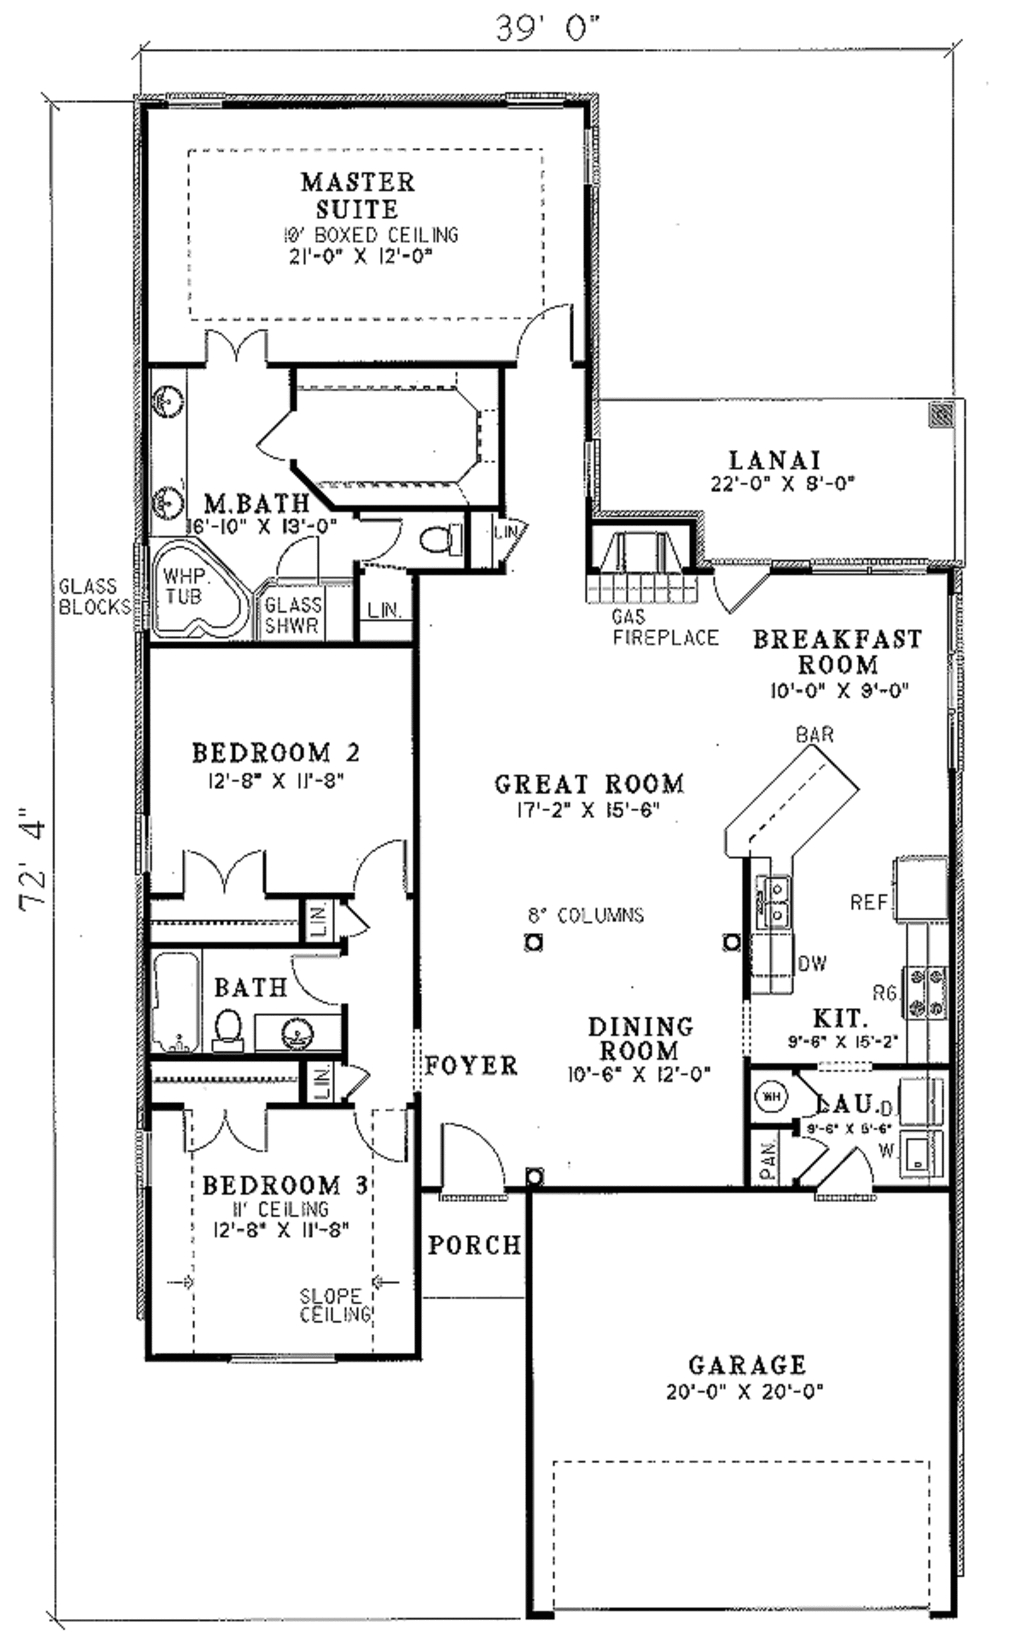 39' 0"
72' 4"
MASTER
SUITE
10' BOXED CEILING
21'-0" X 12'-0"
LANAI
22'-0" X 8'-0"
M.BATH
16'-10" X 13'-0"
LIN
GLASS
BLOCKS
WHP.
TUB
GLASS
SHWR
LIN.
GAS
FIREPLACE
BREAKFAST
ROOM
10'-0" X 9'-0"
BAR
BEDROOM 2
12'-8" X 11'-8"
GREAT ROOM
17'-2" X 15'-6"
LIN
8" COLUMNS
REF
DW
BATH
RG.
KIT.
9'-6" X 15'-2"
DINING
ROOM
10'-6" X 12'-0"
FOYER
LIN
WH
LAU.
D
9'-6" X 5'-6"
W
PAN.
BEDROOM 3
11' CEILING
12'-8" X 11'-8"
SLOPE
CEILING
PORCH
GARAGE
20'-0" X 20'-0"